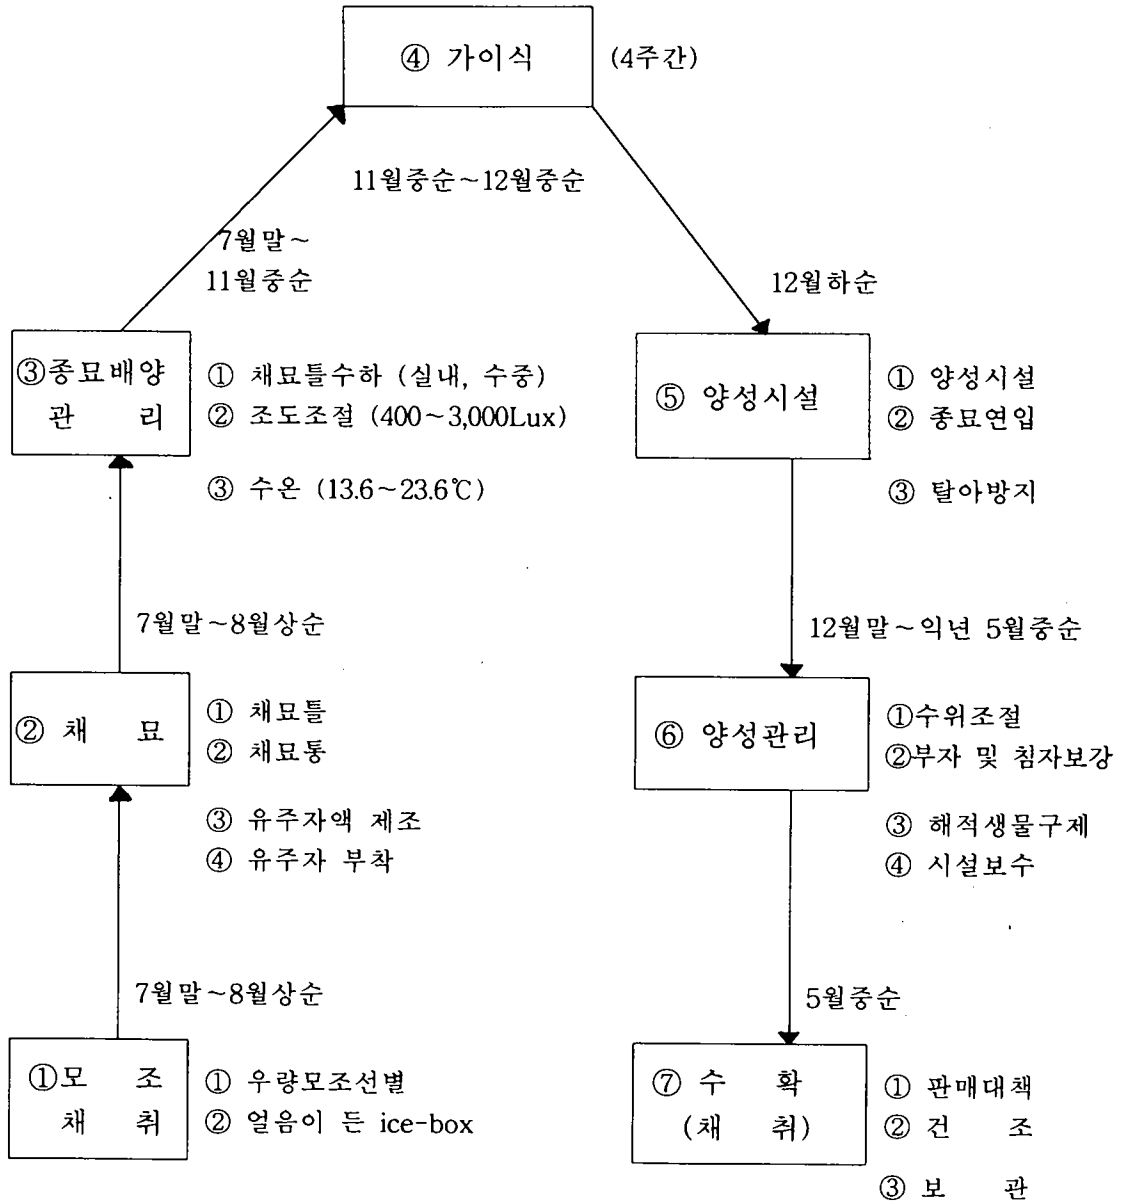 ④ 가이식 (4주간)
11월중순~12월중순
7월말~
11월중순
12월하순
③종묘배양
관 리
① 채묘틀수하 (실내, 수중)
② 조도조절 (400~3,000Lux)
③ 수온 (13.6~23.6℃)
⑤ 양성시설
① 양성시설
② 종묘연입
③ 탈아방지
7월말~8월상순
12월말~익년 5월중순
② 채 묘
① 채묘틀
② 채묘통
③ 유주자액 제조
④ 유주자 부착
⑥ 양성관리
①수위조절
②부자 및 침자보강
③ 해적생물구제
④ 시설보수
7월말~8월상순
5월중순
①모 조
채 취
① 우량모조선별
② 얼음이 든 ice-box
⑦ 수 확
(채 취)
① 판매대책
② 건 조
③ 보 관